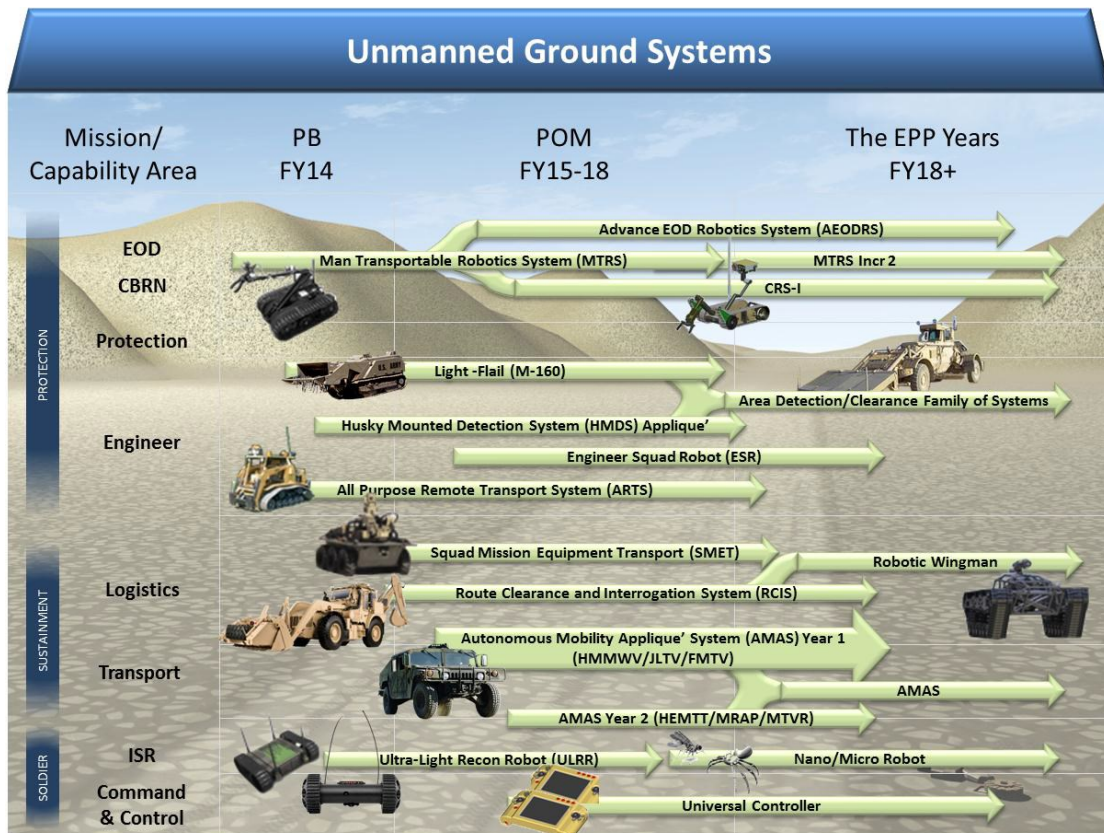 Unmanned Ground Systems
Mission/
Capability Area
PB
FY14
POM
FY15-18
The EPP Years
FY18+
PROTECTION
EOD
CBRN
Protection
Engineer
Advance EOD Robotics System (AEODRS)
Man Transportable Robotics System (MTRS)
MTRS Incr 2
CRS-I
U.S. ARMY
Light -Flail (M-160)
Area Detection/Clearance Family of Systems
Husky Mounted Detection System (HMDS) Applique’
Engineer Squad Robot (ESR)
All Purpose Remote Transport System (ARTS)
SUSTAINMENT
Logistics
Transport
Squad Mission Equipment Transport (SMET)
Robotic Wingman
Route Clearance and Interrogation System (RCIS)
Autonomous Mobility Applique’ System (AMAS) Year 1
(HMMWV/JLTV/FMTV)
AMAS
AMAS Year 2 (HEMTT/MRAP/MTVR)
SOLDIER
ISR
Command
& Control
Ultra-Light Recon Robot (ULRR)
Nano/Micro Robot
Universal Controller